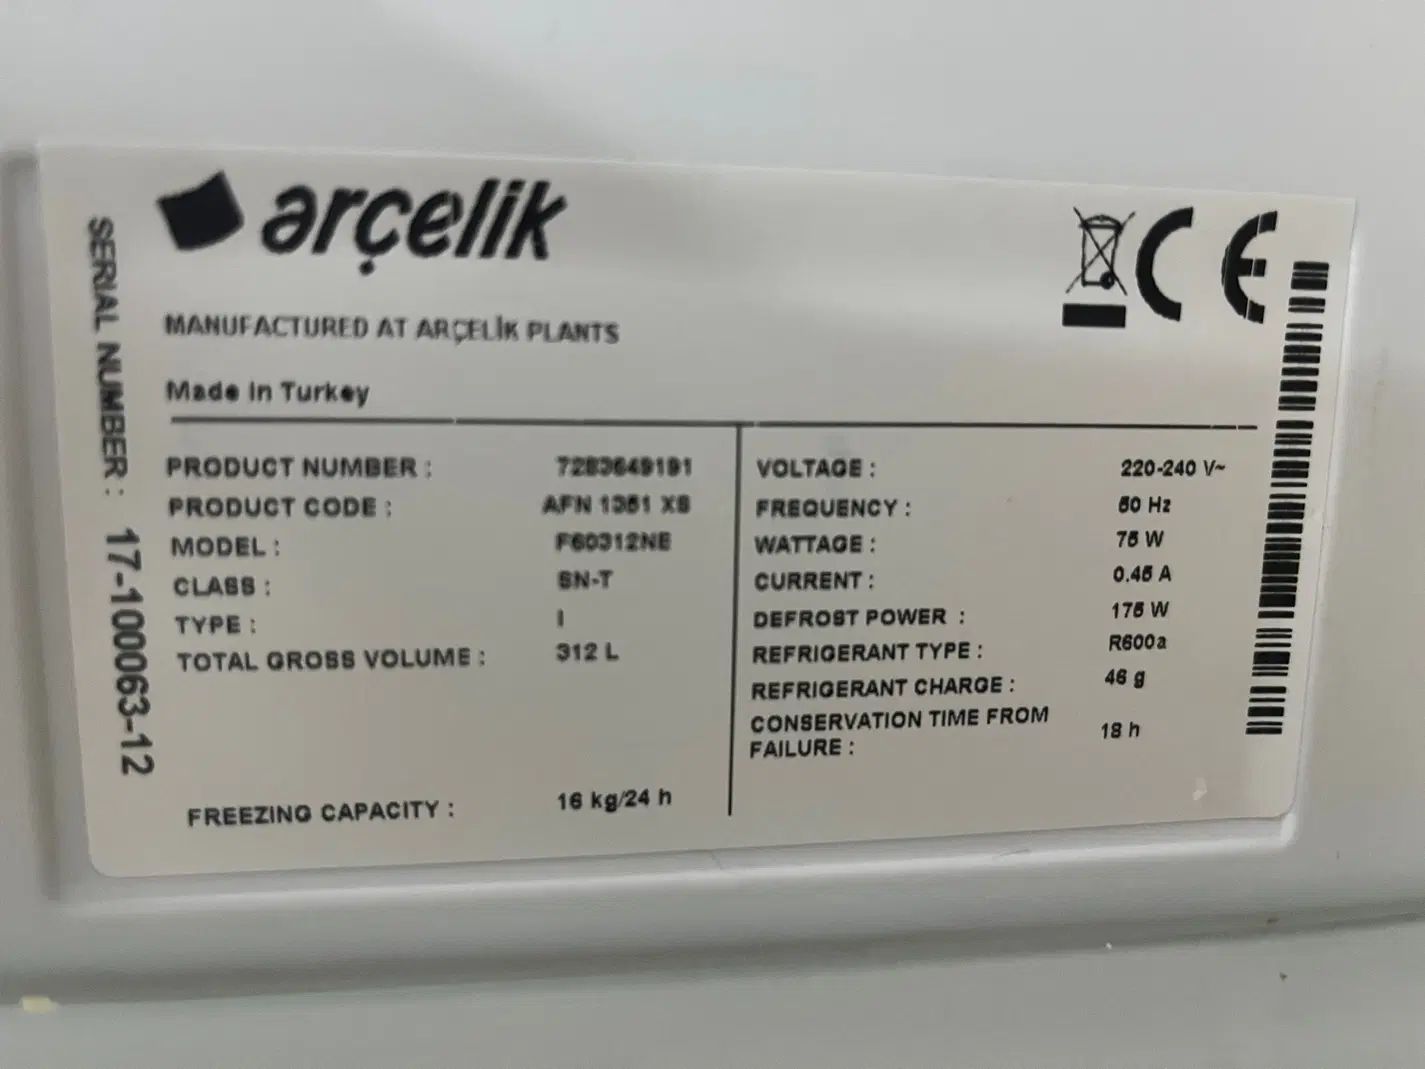 arçelik
CE
MANUFACTURED AT ARÇELİK PLANTS
Made in Turkey
SERIAL NUMBER: 17-100063-12
PRODUCT NUMBER : 7283649191
PRODUCT CODE : AFN 1351 XS
MODEL : F60312NE
CLASS : SN-T
TYPE : I
TOTAL GROSS VOLUME : 312 L
FREEZING CAPACITY : 16 kg/24 h
VOLTAGE : 220-240 V~
FREQUENCY : 50 Hz
WATTAGE : 75 W
CURRENT : 0.45 A
DEFROST POWER : 175 W
REFRIGERANT TYPE : R600a
REFRIGERANT CHARGE : 46 g
CONSERVATION TIME FROM
FAILURE : 18 h